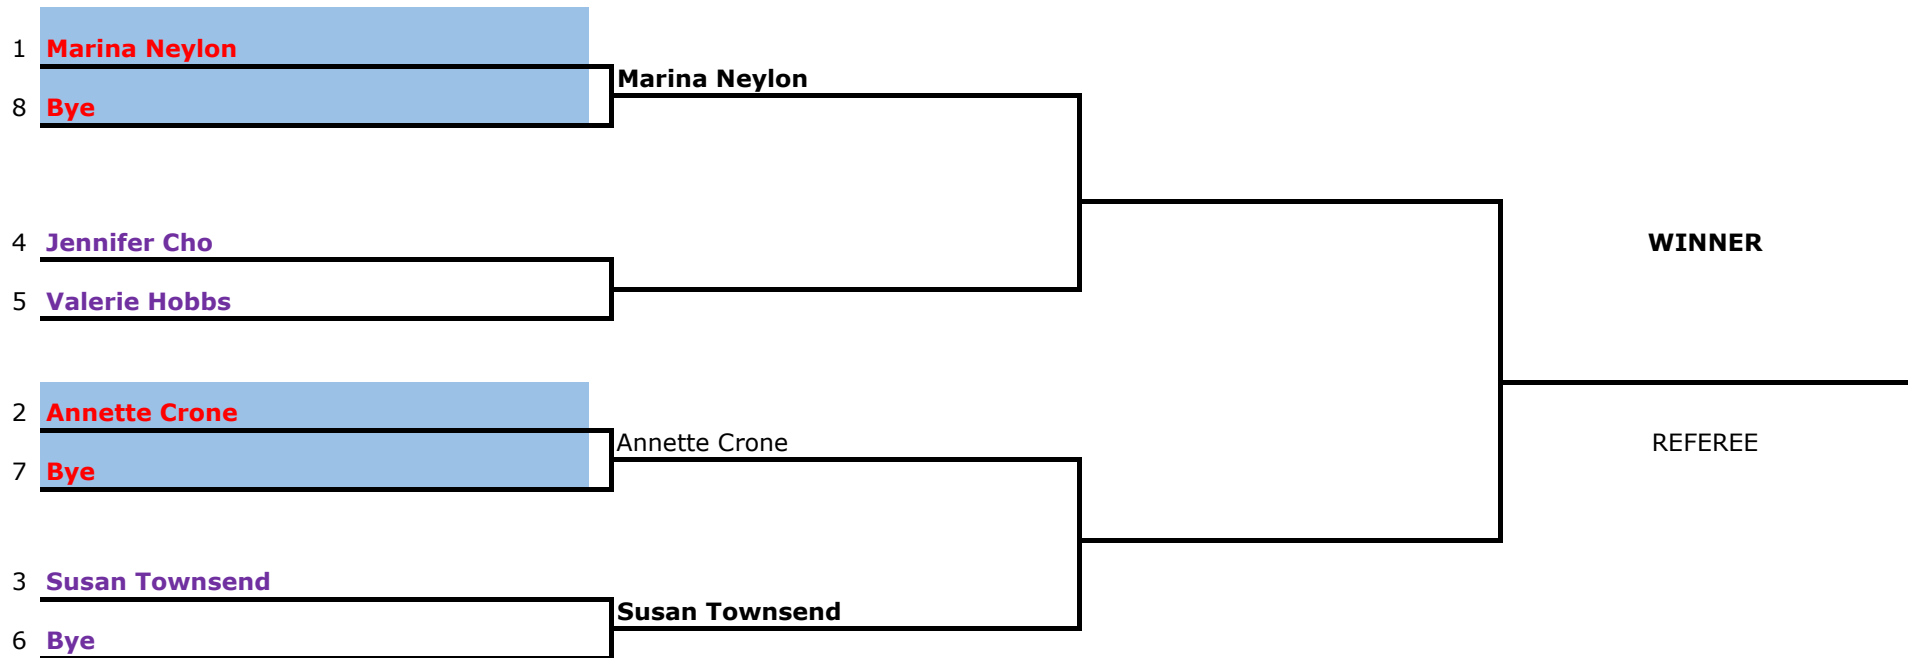 1 Marina Neylon
Marina Neylon
8 Bye
4 Jennifer Cho
WINNER
5 Valerie Hobbs
2 Annette Crone
Annette Crone
REFEREE
7 Bye
3 Susan Townsend
Susan Townsend
6 Bye